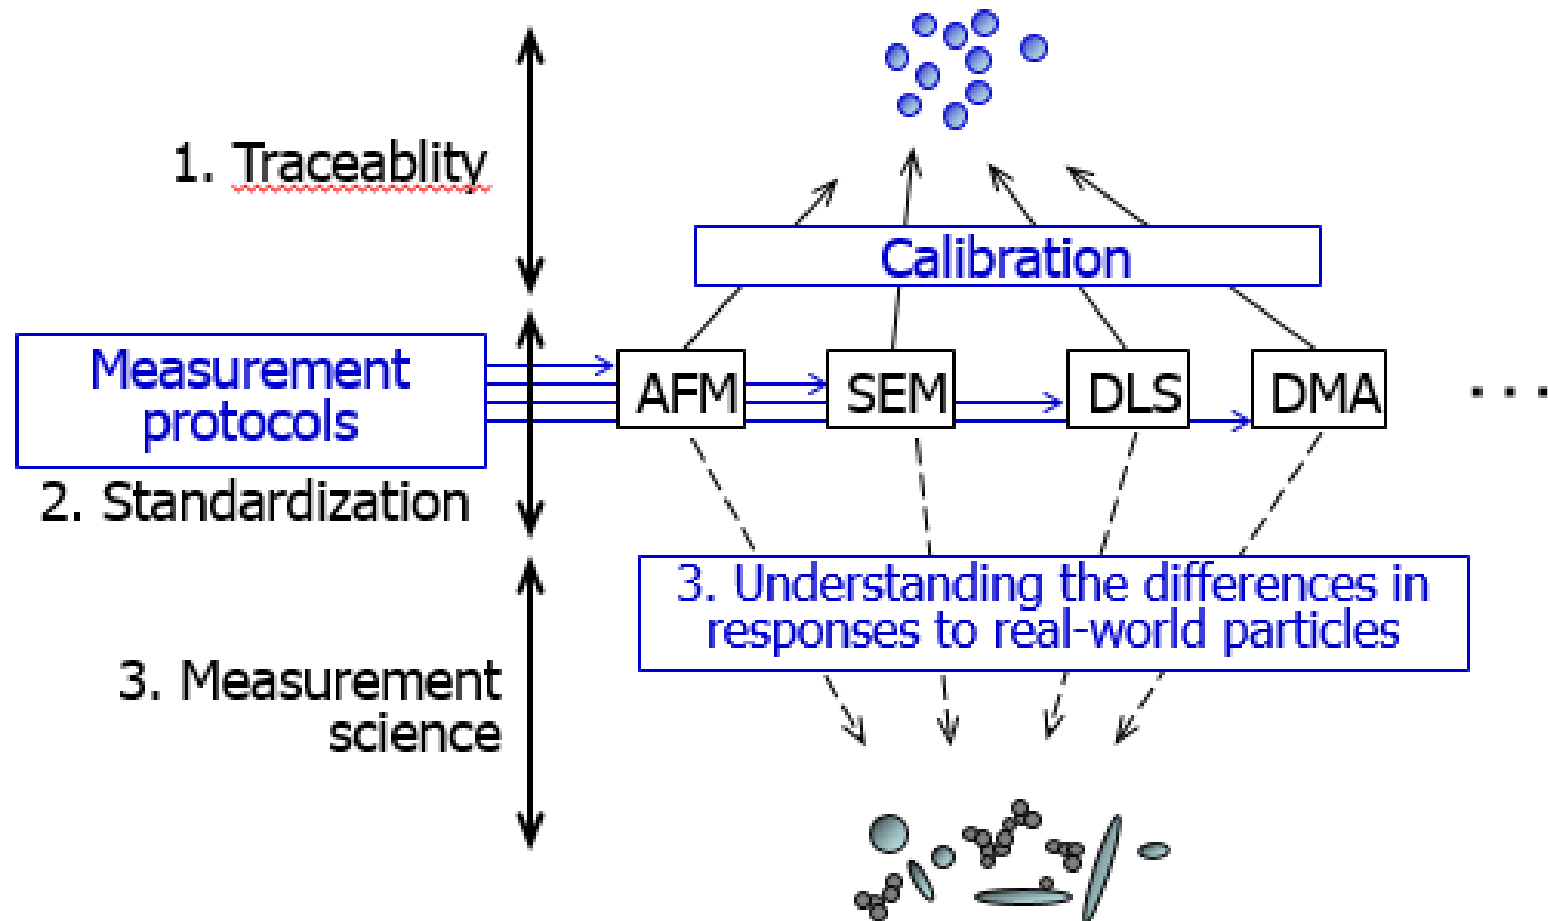 1. Traceablity
Calibration
Measurement
protocols
AFM
SEM
DLS
DMA
...
2. Standardization
3. Understanding the differences in
responses to real-world particles
3. Measurement
science